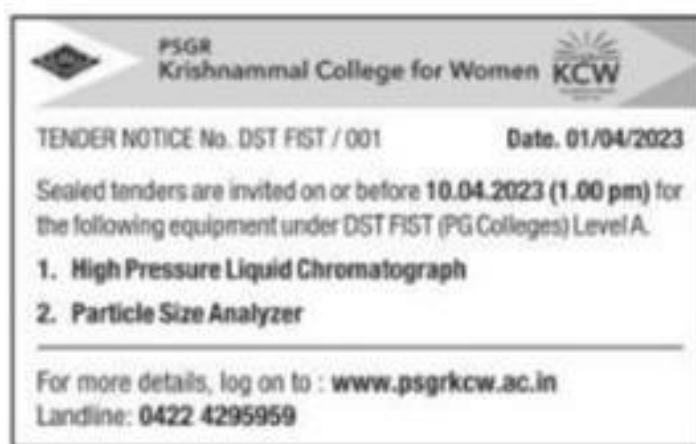 PSGR
Krishnammal College for Women KCW
TENDER NOTICE No. DST FIST / 001 Date. 01/04/2023
Sealed tenders are invited on or before 10.04.2023 (1.00 pm) for
the following equipment under DST FIST (PG Colleges) Level A.
1. High Pressure Liquid Chromatograph
2. Particle Size Analyzer
For more details, log on to : www.psgrkcw.ac.in
Landline: 0422 4295959